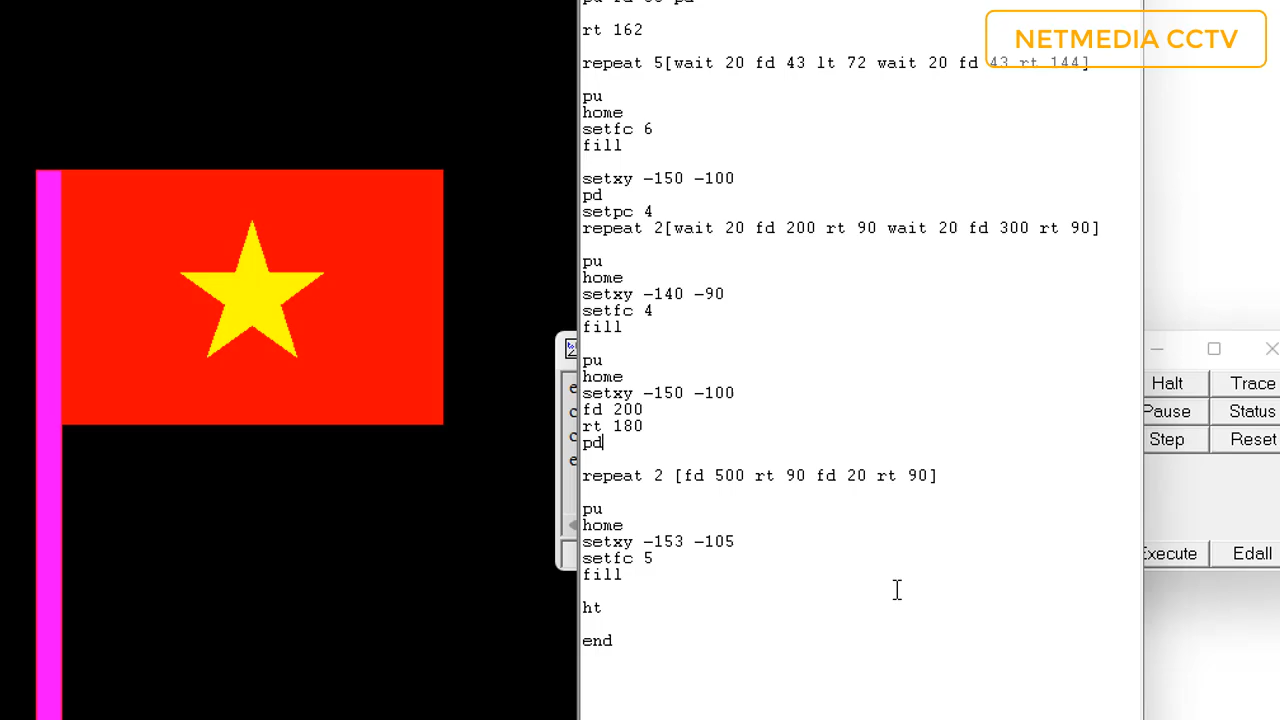 rt 162
NETMEDIA CCTV
repeat 5[wait 20 fd 43 lt 72 wait 20 fd 43 rt 144]
pu
home
setfc 6
fill
setxy -150 -100
pd
setpc 4
repeat 2[wait 20 fd 200 rt 90 wait 20 fd 300 rt 90]
pu
home
setxy -140 -90
setfc 4
fill
pu
home
setxy -150 -100
fd 200
rt 180
pd
repeat 2 [fd 500 rt 90 fd 20 rt 90]
pu
home
setxy -153 -105
setfc 5
fill
ht
end
Halt
Trace
Pause
Status
Step
Reset
Execute
Edall